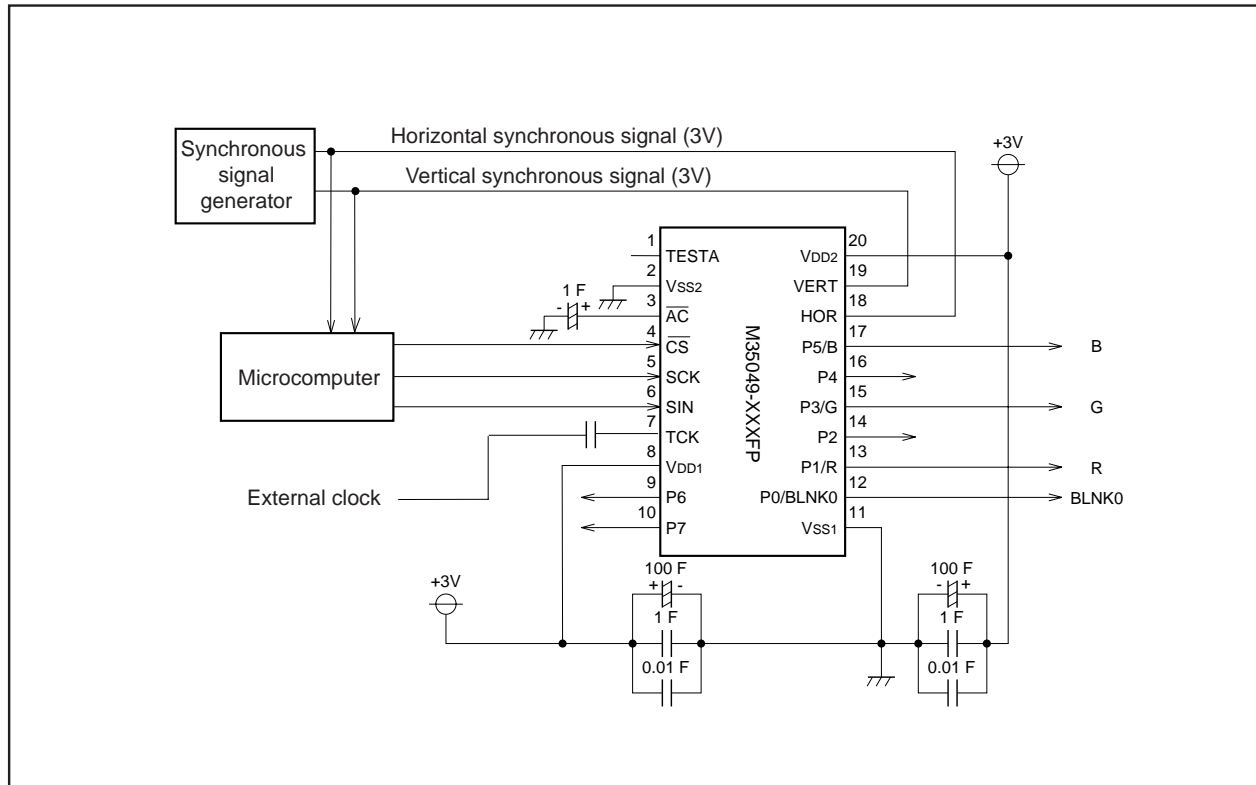 Synchronous
signal
generator
Horizontal synchronous signal (3V)
Vertical synchronous signal (3V)
+3V
Microcomputer
External clock
1 F
- +
1
TESTA
2
VSS2
3
AC
4
CS
5
SCK
6
SIN
7
TCK
8
VDD1
9
P6
10
P7
M35049-XXXFP
20
VDD2
19
VERT
18
HOR
17
P5/B
B
16
P4
15
P3/G
G
14
P2
13
P1/R
R
12
P0/BLNK0
BLNK0
11
VSS1
+3V
100 F
+ -
1 F
0.01 F
100 F
- +
1 F
0.01 F